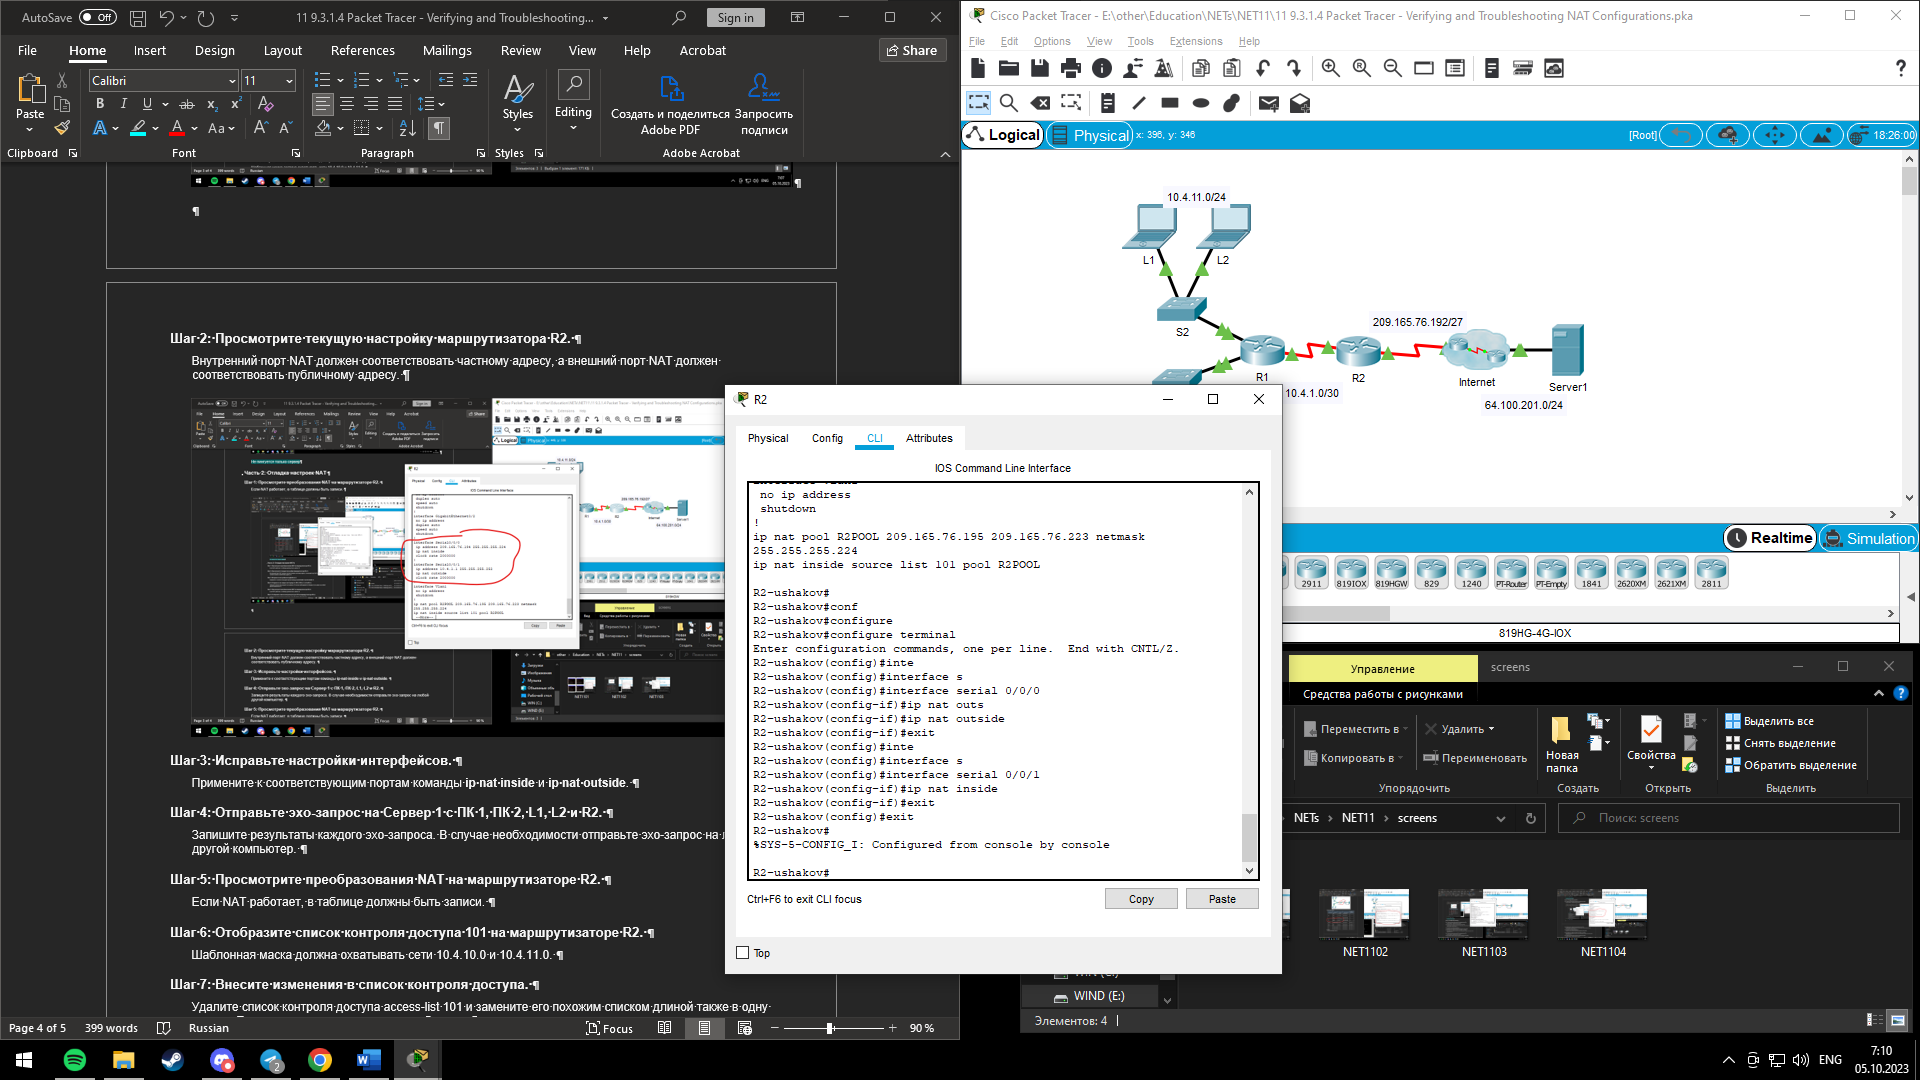 AutoSave Off 11 9.3.1.4 Packet Tracer - Verifying and Troubleshooting... Sign in
File Home Insert Design Layout References Mailings Review View Help Acrobat Share
Calibri 11
Paste
Styles
Editing
Создать и поделиться Adobe PDF
Запросить подписи
Clipboard Font Paragraph Styles Adobe Acrobat
Шаг 2: Просмотрите текущую настройку маршрутизатора R2. ¶
Внутренний порт NAT должен соответствовать частному адресу, а внешний порт NAT должен
соответствовать публичному адресу. ¶
Шаг 3: Исправьте настройки интерфейсов. ¶
Примените к соответствующим портам команды ip nat inside и ip nat outside. ¶
Шаг 4: Отправьте эхо-запрос на Сервер 1 с ПК 1, ПК 2, L1, L2 и R2. ¶
Запишите результаты каждого эхо-запроса. В случае необходимости отправьте эхо-запрос на
другой компьютер. ¶
Шаг 5: Просмотрите преобразования NAT на маршрутизаторе R2. ¶
Если NAT работает, в таблице должны быть записи. ¶
Шаг 6: Отобразите список контроля доступа 101 на маршрутизаторе R2. ¶
Шаблонная маска должна охватывать сети 10.4.10.0 и 10.4.11.0. ¶
Шаг 7: Внесите изменения в список контроля доступа. ¶
Удалите список контроля доступа access-list 101 и замените его похожим списком длиной также в одну
Page 4 of 5 399 words Russian Focus 90 %
Cisco Packet Tracer - E:\other\Education\NETs\NET11\11 9.3.1.4 Packet Tracer - Verifying and Troubleshooting NAT Configurations.pka
File Edit Options View Tools Extensions Help
Logical Physical x: 396, y: 346 [Root] 18:26:00
10.4.11.0/24
L1 L2
S2
209.165.76.192/27
R1 R2 Internet Server1
10.4.1.0/30
64.100.201.0/24
Realtime Simulation
2911 819IOX 819HGW 829 1240 PT-Router PT-Empty 1841 2620XM 2621XM 2811
819HG-4G-IOX
R2
Physical Config CLI Attributes
IOS Command Line Interface
no ip address
shutdown
!
ip nat pool R2POOL 209.165.76.195 209.165.76.223 netmask
255.255.255.224
ip nat inside source list 101 pool R2POOL
R2-ushakov#
R2-ushakov#conf
R2-ushakov#configure
R2-ushakov#configure terminal
Enter configuration commands, one per line. End with CNTL/Z.
R2-ushakov(config)#inte
R2-ushakov(config)#interface s
R2-ushakov(config)#interface serial 0/0/0
R2-ushakov(config-if)#ip nat outs
R2-ushakov(config-if)#ip nat outside
R2-ushakov(config-if)#exit
R2-ushakov(config)#inte
R2-ushakov(config)#interface s
R2-ushakov(config)#interface serial 0/0/1
R2-ushakov(config-if)#ip nat inside
R2-ushakov(config-if)#exit
R2-ushakov(config)#exit
R2-ushakov#
%SYS-5-CONFIG_I: Configured from console by console
R2-ushakov#
Ctrl+F6 to exit CLI focus Copy Paste
Top
Управление screens
Средства работы с рисунками
Переместить в
Копировать в
Удалить
Переименовать
Новая папка
Свойства
Выделить все
Снять выделение
Обратить выделение
Упорядочить Создать Открыть Выделить
NETs NET11 screens Поиск: screens
NET1102 NET1103 NET1104
WIND (E:)
Элементов: 4
2
ENG
7:10
05.10.2023